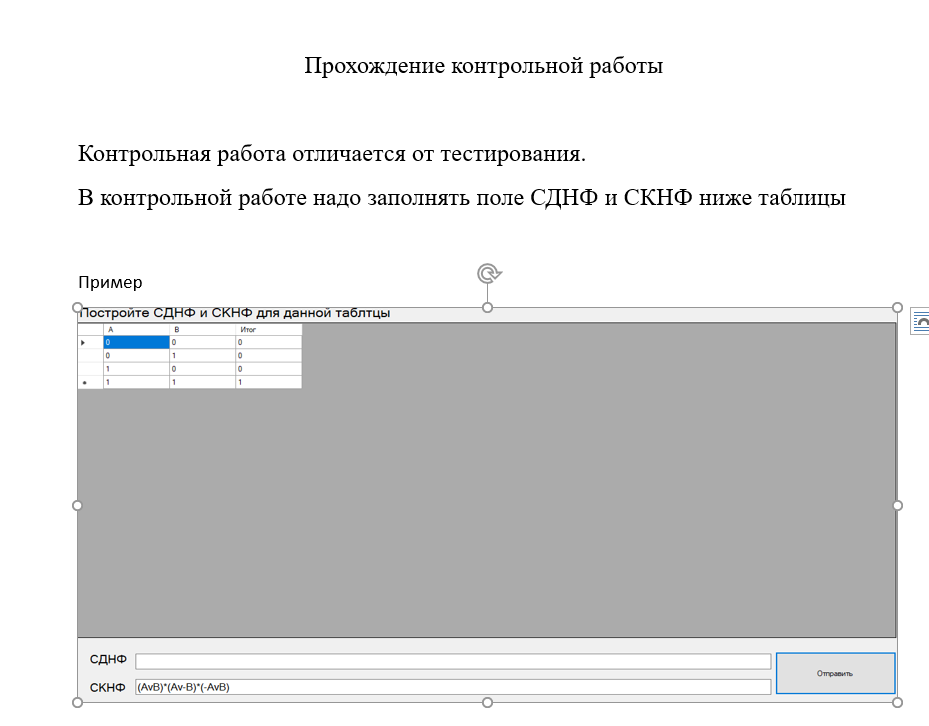 Прохождение контрольной работы
Контрольная работа отличается от тестирования.
В контрольной работе надо заполнять поле СДНФ и СКНФ ниже таблицы
Пример
Постройте СДНФ и СКНФ для данной таблтцы
A B Итог
0 0 0
0 1 0
1 0 0
1 1 1
СДНФ
Отправить
СКНФ (AvB)*(Av-B)*(-AvB)